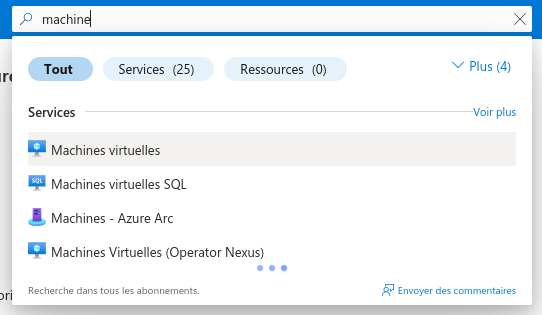 machine
Tout Services (25) Ressources (0) Plus (4)
Services Voir plus
Machines virtuelles
SQL Machines virtuelles SQL
Machines - Azure Arc
Machines Virtuelles (Operator Nexus)
Recherche dans tous les abonnements. Envoyer des commentaires